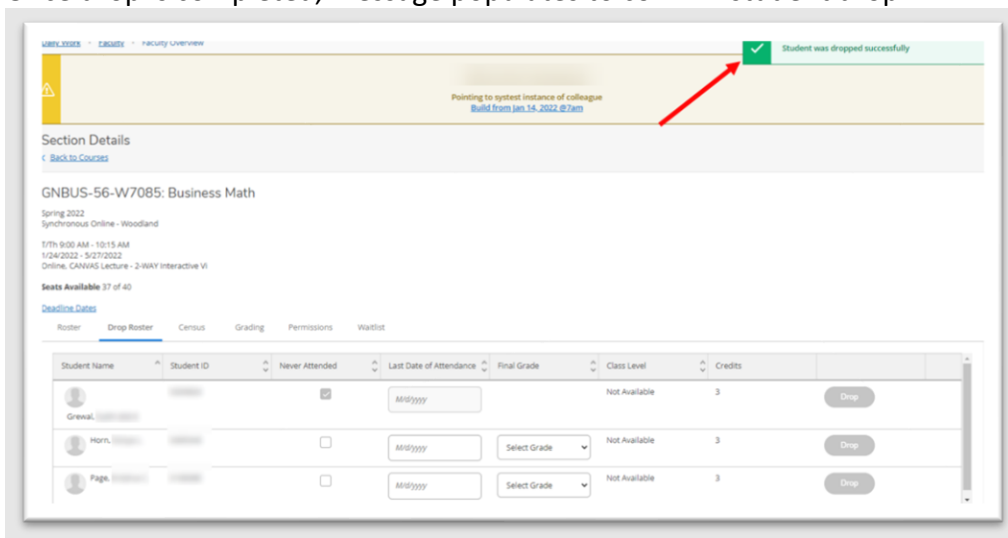 Daily Work · Faculty · Faculty Overview
Student was dropped successfully
Pointing to systest instance of colleague
Build from Jan 14, 2022 @7am
Section Details
< Back to Courses
GNBUS-56-W7085: Business Math
Spring 2022
Synchronous Online - Woodland
T/Th 9:00 AM - 10:15 AM
1/24/2022 - 5/27/2022
Online, CANVAS Lecture - 2-WAY Interactive Vi
Seats Available 37 of 40
Deadline Dates
Roster Drop Roster Census Grading Permissions Waitlist
Student Name Student ID Never Attended Last Date of Attendance Final Grade Class Level Credits
M/d/yyyy Not Available 3 Drop
Grewal,
Horn, M/d/yyyy Select Grade Not Available 3 Drop
Page, M/d/yyyy Select Grade Not Available 3 Drop